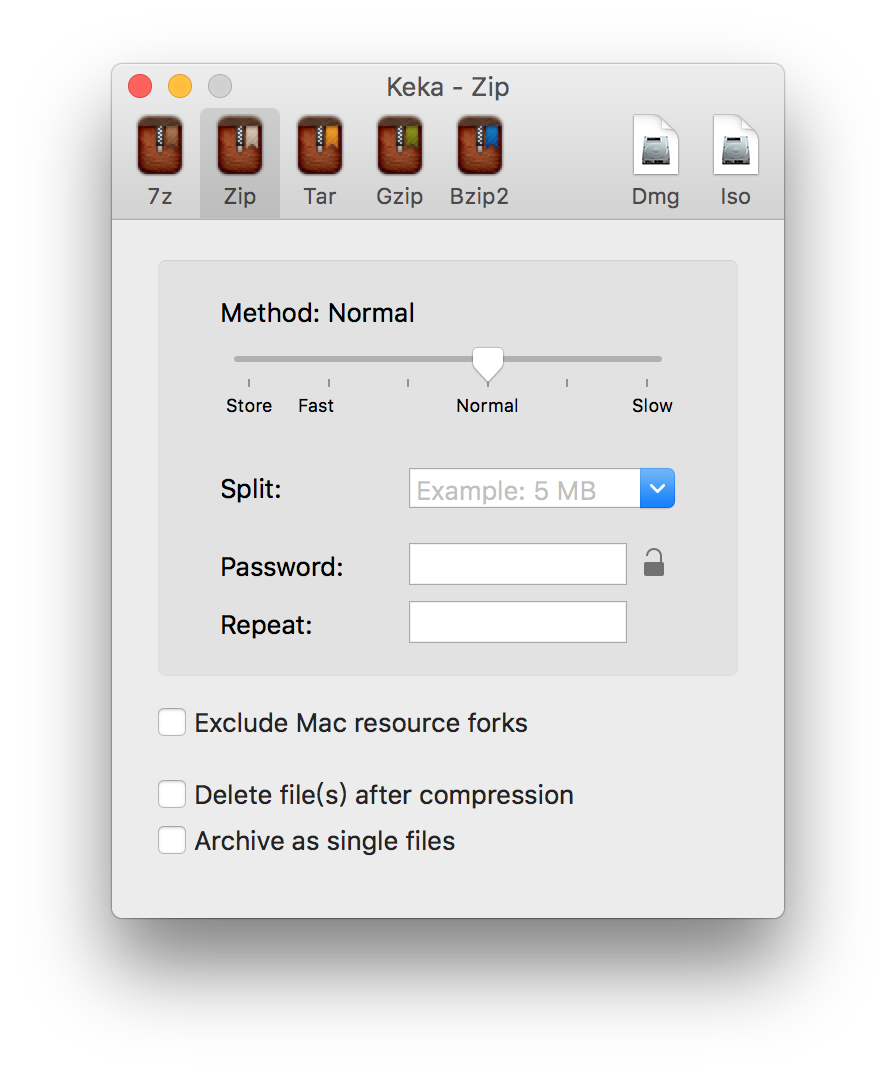 Keka - Zip
7z Zip Tar Gzip Bzip2 Dmg Iso
Method: Normal
Store Fast Normal Slow
Split: Example: 5 MB
Password:
Repeat:
Exclude Mac resource forks
Delete file(s) after compression
Archive as single files